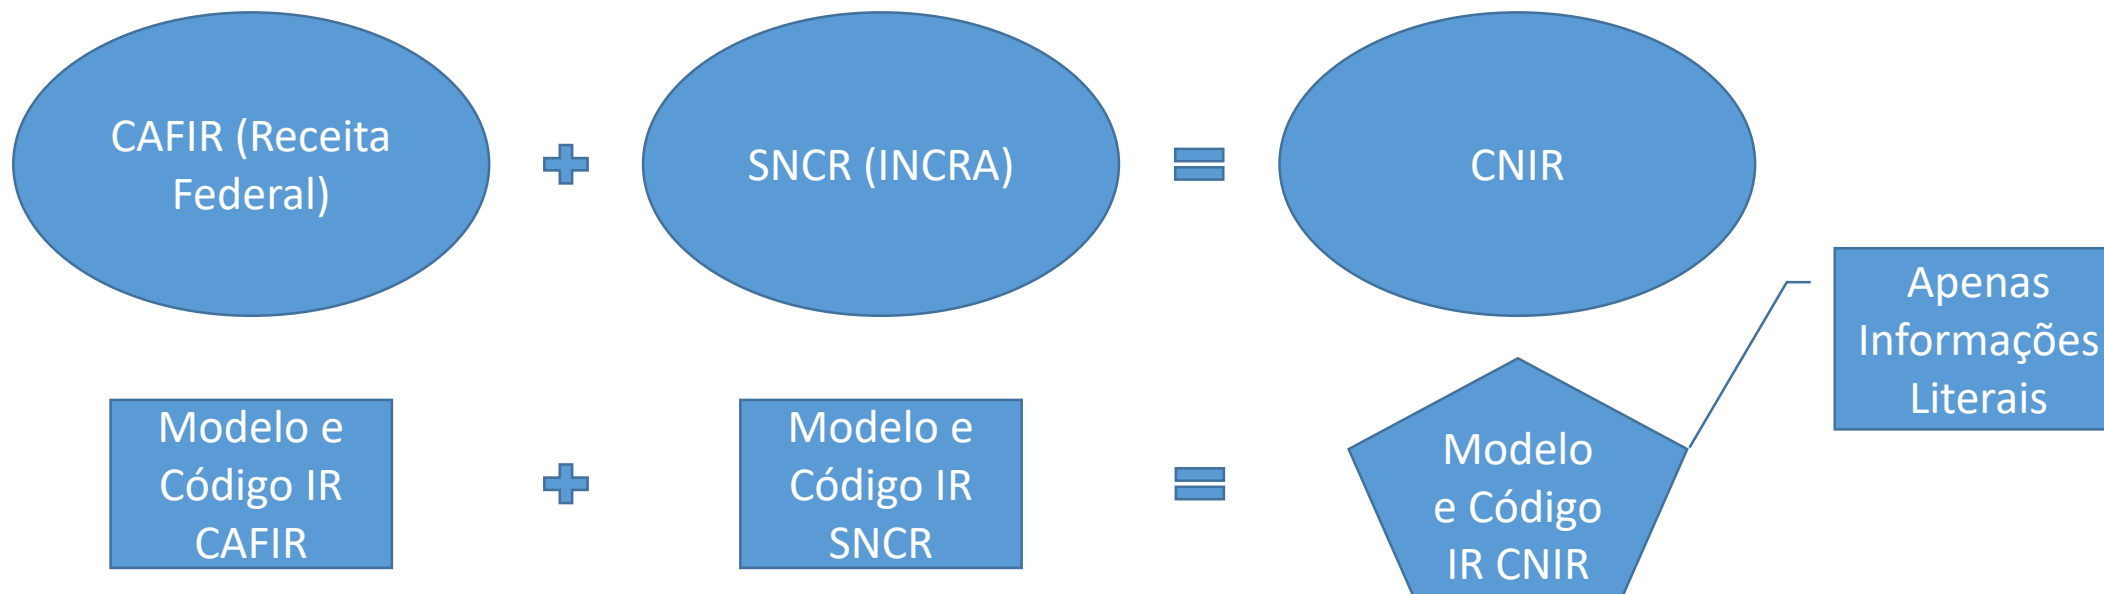 CAFIR (Receita
Federal)
SNCR (INCRA)
CNIR
Apenas
Informações
Literais
Modelo e
Código IR
CAFIR
Modelo e
Código IR
SNCR
Modelo
e Código
IR CNIR